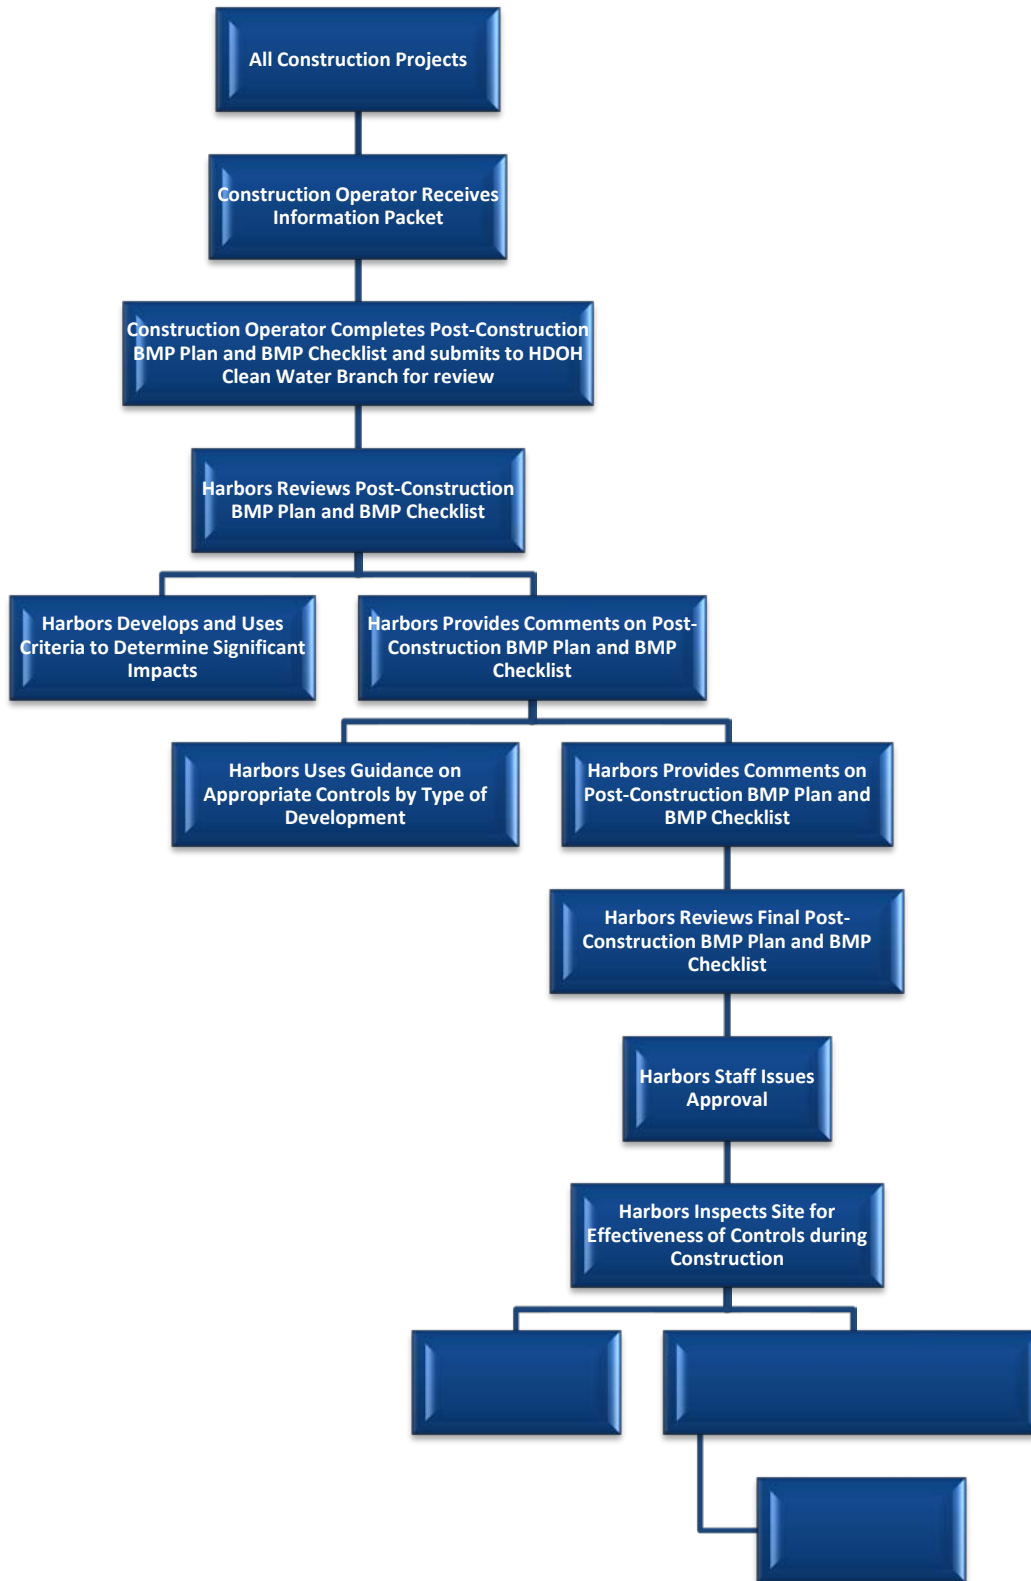 All Construction Projects
Construction Operator Receives
Information Packet
Construction Operator Completes Post-Construction
BMP Plan and BMP Checklist and submits to HDOH
Clean Water Branch for review
Harbors Reviews Post-Construction
BMP Plan and BMP Checklist
Harbors Develops and Uses
Criteria to Determine Significant
Impacts
Harbors Provides Comments on Post-
Construction BMP Plan and BMP
Checklist
Harbors Uses Guidance on
Appropriate Controls by Type of
Development
Harbors Provides Comments on
Post-Construction BMP Plan and
BMP Checklist
Harbors Reviews Final Post-
Construction BMP Plan and BMP
Checklist
Harbors Staff Issues
Approval
Harbors Inspects Site for
Effectiveness of Controls during
Construction